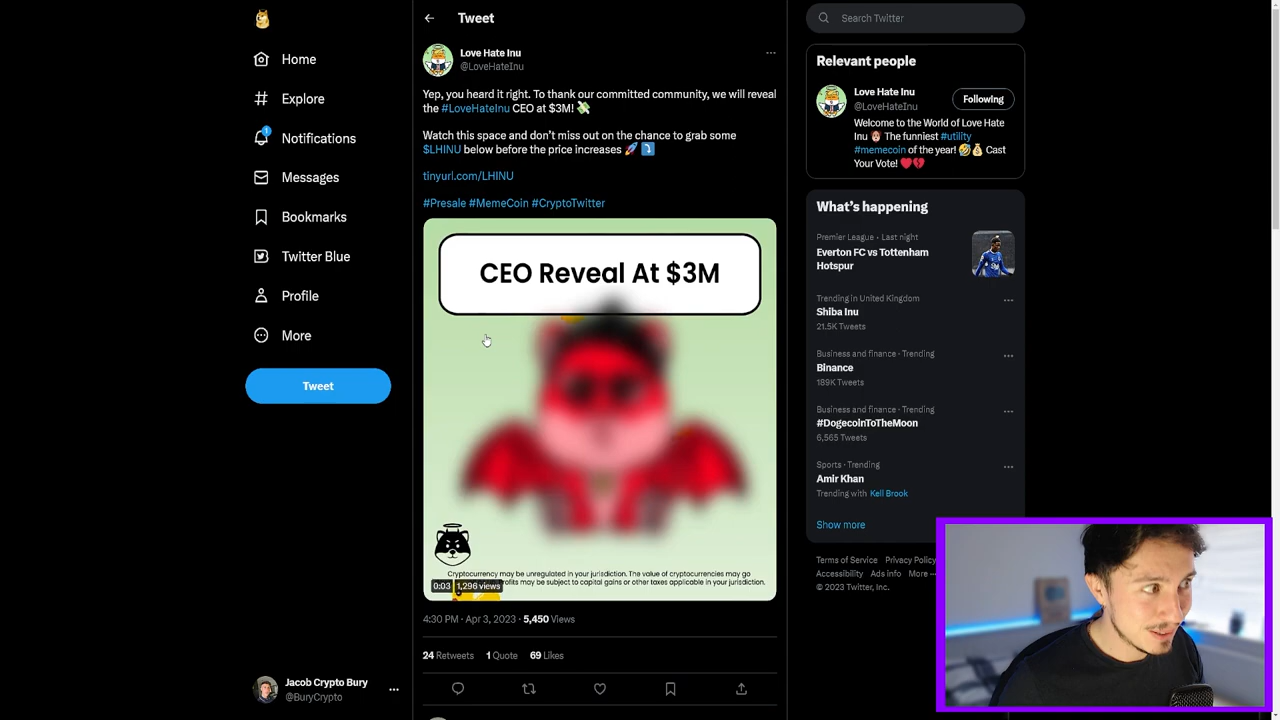 Home
Explore
1
Notifications
Messages
Bookmarks
Twitter Blue
Profile
More
Tweet
Jacob Crypto Bury
@BuryCrypto
Tweet
Love Hate Inu
@LoveHateInu
Yep, you heard it right. To thank our committed community, we will reveal
the #LoveHateInu CEO at $3M! 💸
Watch this space and don’t miss out on the chance to grab some
$LHINU below before the price increases 🚀 ⤵️
tinyurl.com/LHINU
#Presale #MemeCoin #CryptoTwitter
CEO Reveal At $3M
Cryptocurrency may be unregulated in your jurisdiction. The value of cryptocurrencies may go
0:03 1,296 views
rofits may be subject to capital gains or other taxes applicable in your jurisdiction.
4:30 PM · Apr 3, 2023 · 5,450 Views
24 Retweets 1 Quote 69 Likes
Search Twitter
Relevant people
Love Hate Inu
@LoveHateInu
Following
Welcome to the World of Love Hate
Inu The funniest #utility
#memecoin of the year! 🤣💰 Cast
Your Vote! ❤️💔
What’s happening
Premier League · Last night
Everton FC vs Tottenham
Hotspur
Trending in United Kingdom
Shiba Inu
21.5K Tweets
Business and finance · Trending
Binance
189K Tweets
Business and finance · Trending
#DogecoinToTheMoon
6,565 Tweets
Sports · Trending
Amir Khan
Trending with Kell Brook
Show more
Terms of Service Privacy Policy
Accessibility Ads info More
© 2023 Twitter, Inc.